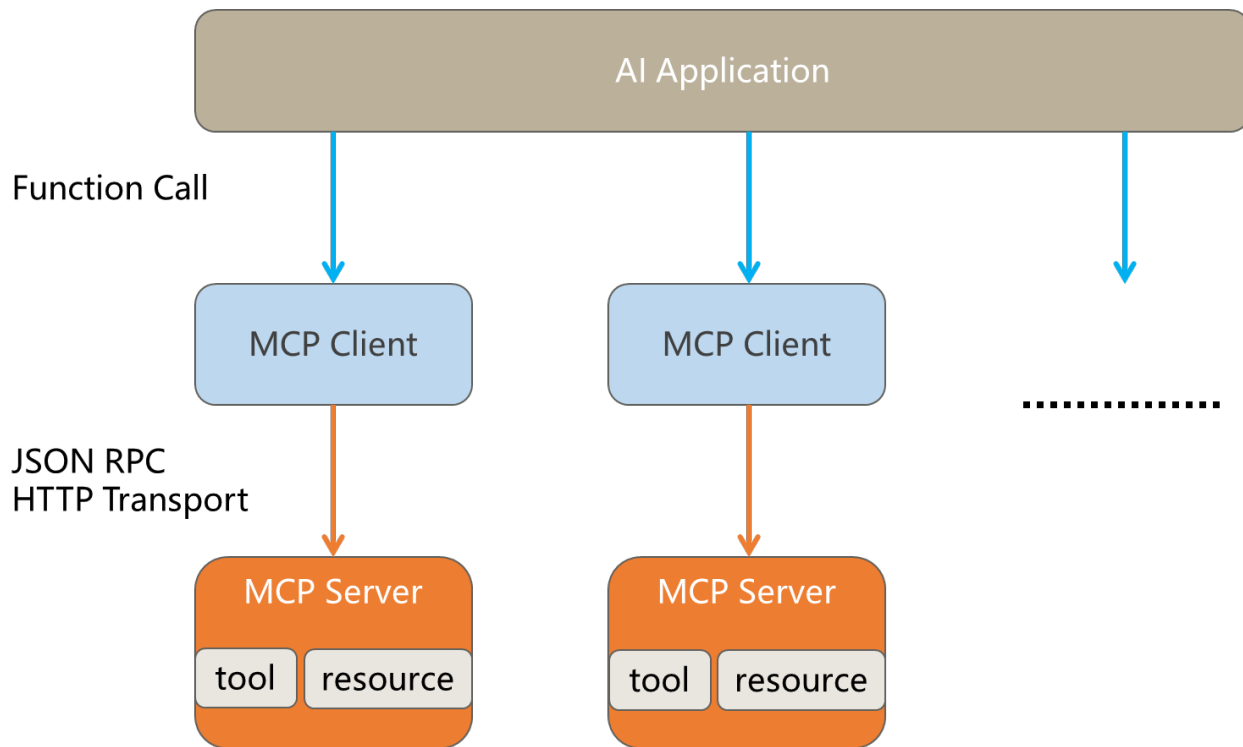 AI Application
Function Call
MCP Client
MCP Client
JSON RPC
HTTP Transport
MCP Server
MCP Server
tool
resource
tool
resource